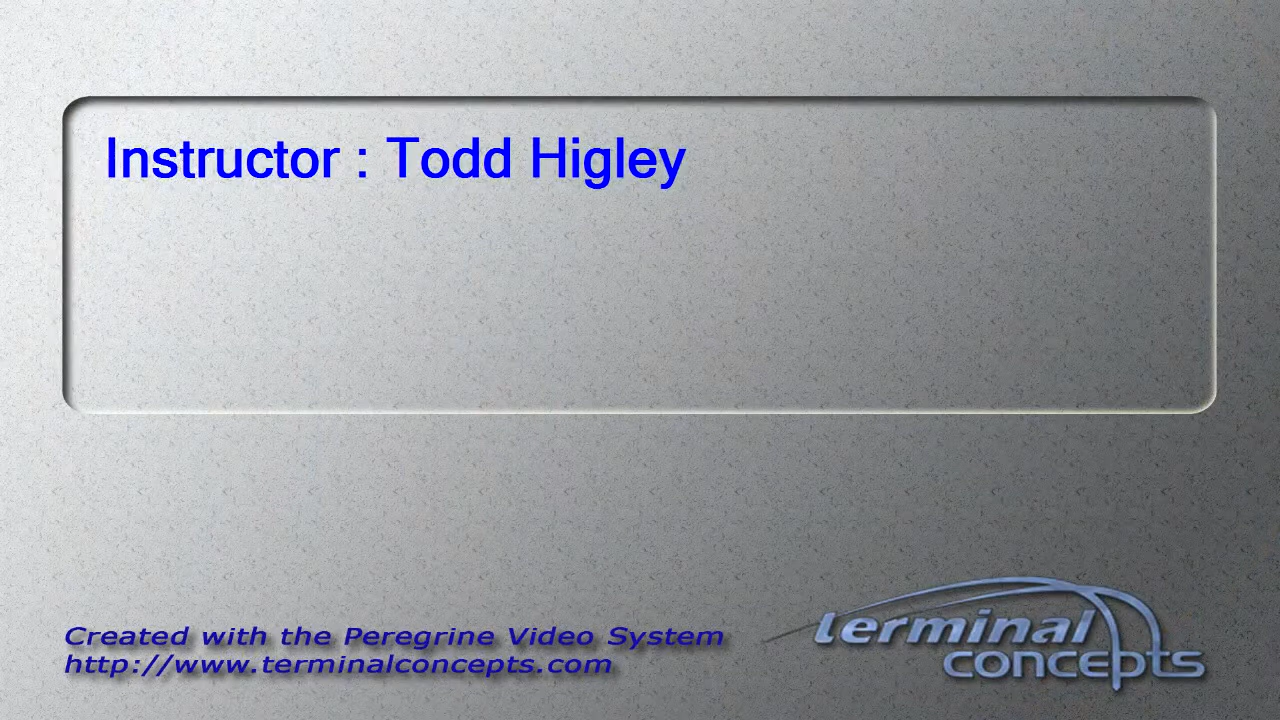 Instructor : Todd Higley
Created with the Peregrine Video System
http://www.terminalconcepts.com
terminal
concepts